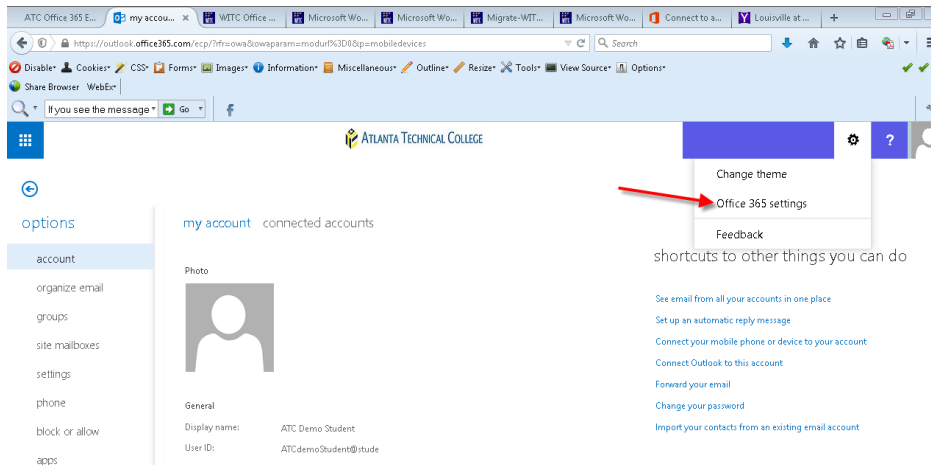 ATC Office 365 E... my accou... × WITC Office ... Microsoft Wo... Microsoft Wo... Migrate-WIT... Microsoft Wo... Connect to a... Louisville at ... +
https://outlook.office365.com/ecp/?rfr=owa&owaparam=modurl%3D0&p=mobiledevices Search
Disable Cookies CSS Forms Images Information Miscellaneous Outline Resize Tools View Source Options
Share Browser WebEx
If you see the message Go
ATLANTA TECHNICAL COLLEGE ?
Change theme
Office 365 settings
Feedback
options
my account connected accounts
shortcuts to other things you can do
account
Photo
organize email
See email from all your accounts in one place
groups
Set up an automatic reply message
site mailboxes
Connect your mobile phone or device to your account
Connect Outlook to this account
settings
Forward your email
phone
General
Change your password
block or allow
Display name: ATC Demo Student
Import your contacts from an existing email account
User ID: ATCdemoStudent@stude
apps